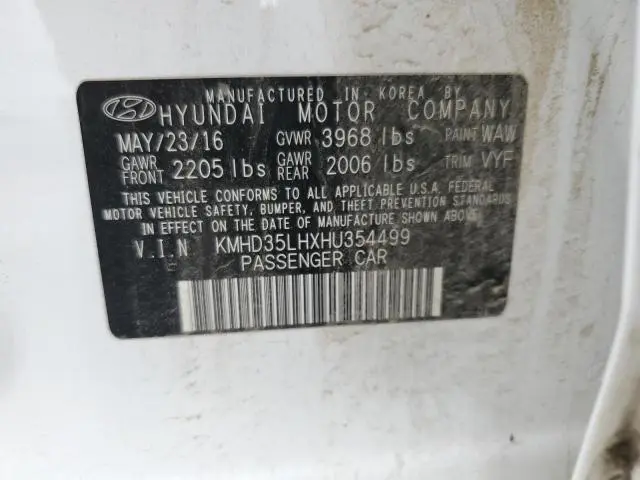 MANUFACTURED IN KOREA BY
HYUNDAI MOTOR COMPANY
MAY/23/16 GVWR 3968 lbs PAINT WAW
GAWR FRONT 2205 lbs GAWR REAR 2006 lbs TRIM VYF
THIS VEHICLE CONFORMS TO ALL APPLICABLE U.S.A. FEDERAL
MOTOR VEHICLE SAFETY, BUMPER, AND THEFT PREVENTION STANDARDS
IN EFFECT ON THE DATE OF MANUFACTURE SHOWN ABOVE.
V.I.N KMHD35LHXHU354499
PASSENGER CAR